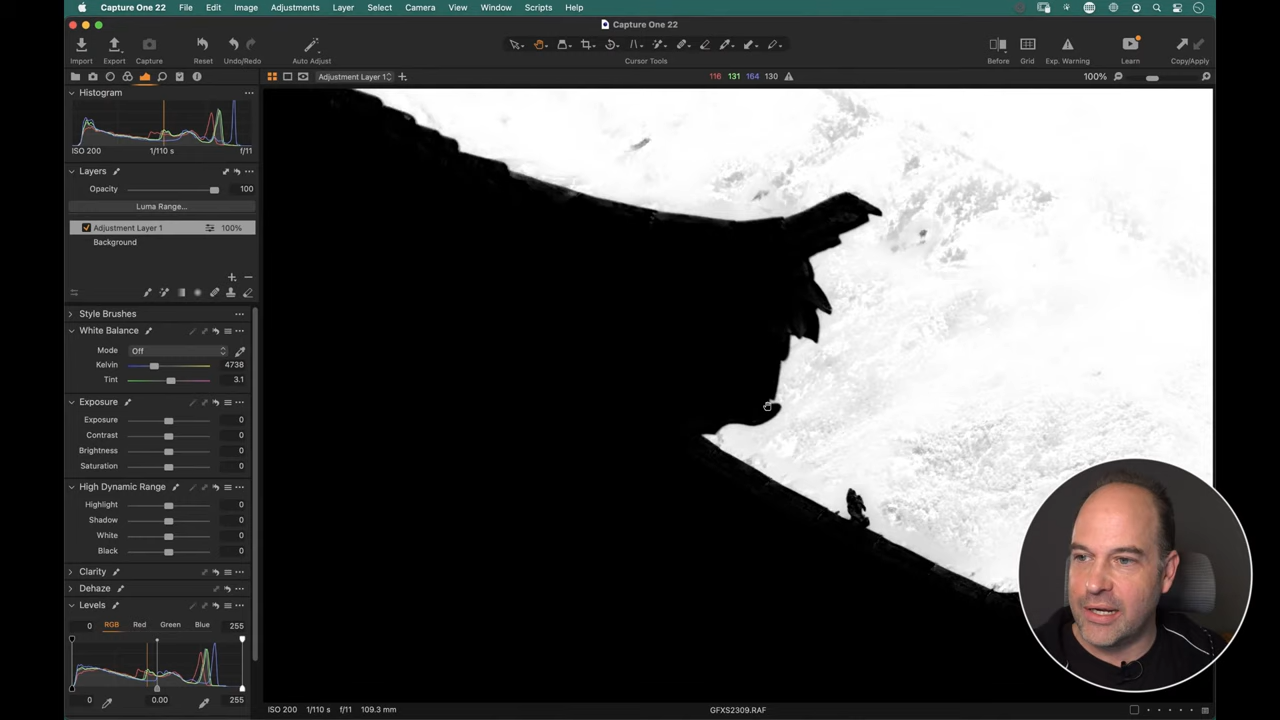 Capture One 22 File Edit Image Adjustments Layer Select Camera View Window Scripts Help
Capture One 22
Import Export Capture Reset Undo/Redo Auto Adjust Cursor Tools Before Grid Exp. Warning Learn Copy/Apply
Adjustment Layer 1 116 131 164 130 100%
Histogram
ISO 200 1/110 s f/11
Layers
Opacity 100
Luma Range...
Adjustment Layer 1 100%
Background
Style Brushes
White Balance
Mode Off
Kelvin 4738
Tint 3.1
Exposure
Exposure 0
Contrast 0
Brightness 0
Saturation 0
High Dynamic Range
Highlight 0
Shadow 0
White 0
Black 0
Clarity
Dehaze
Levels
0 RGB Red Green Blue 255
0 0.00 255
ISO 200 1/110 s f/11 109.3 mm GFXS2309.RAF